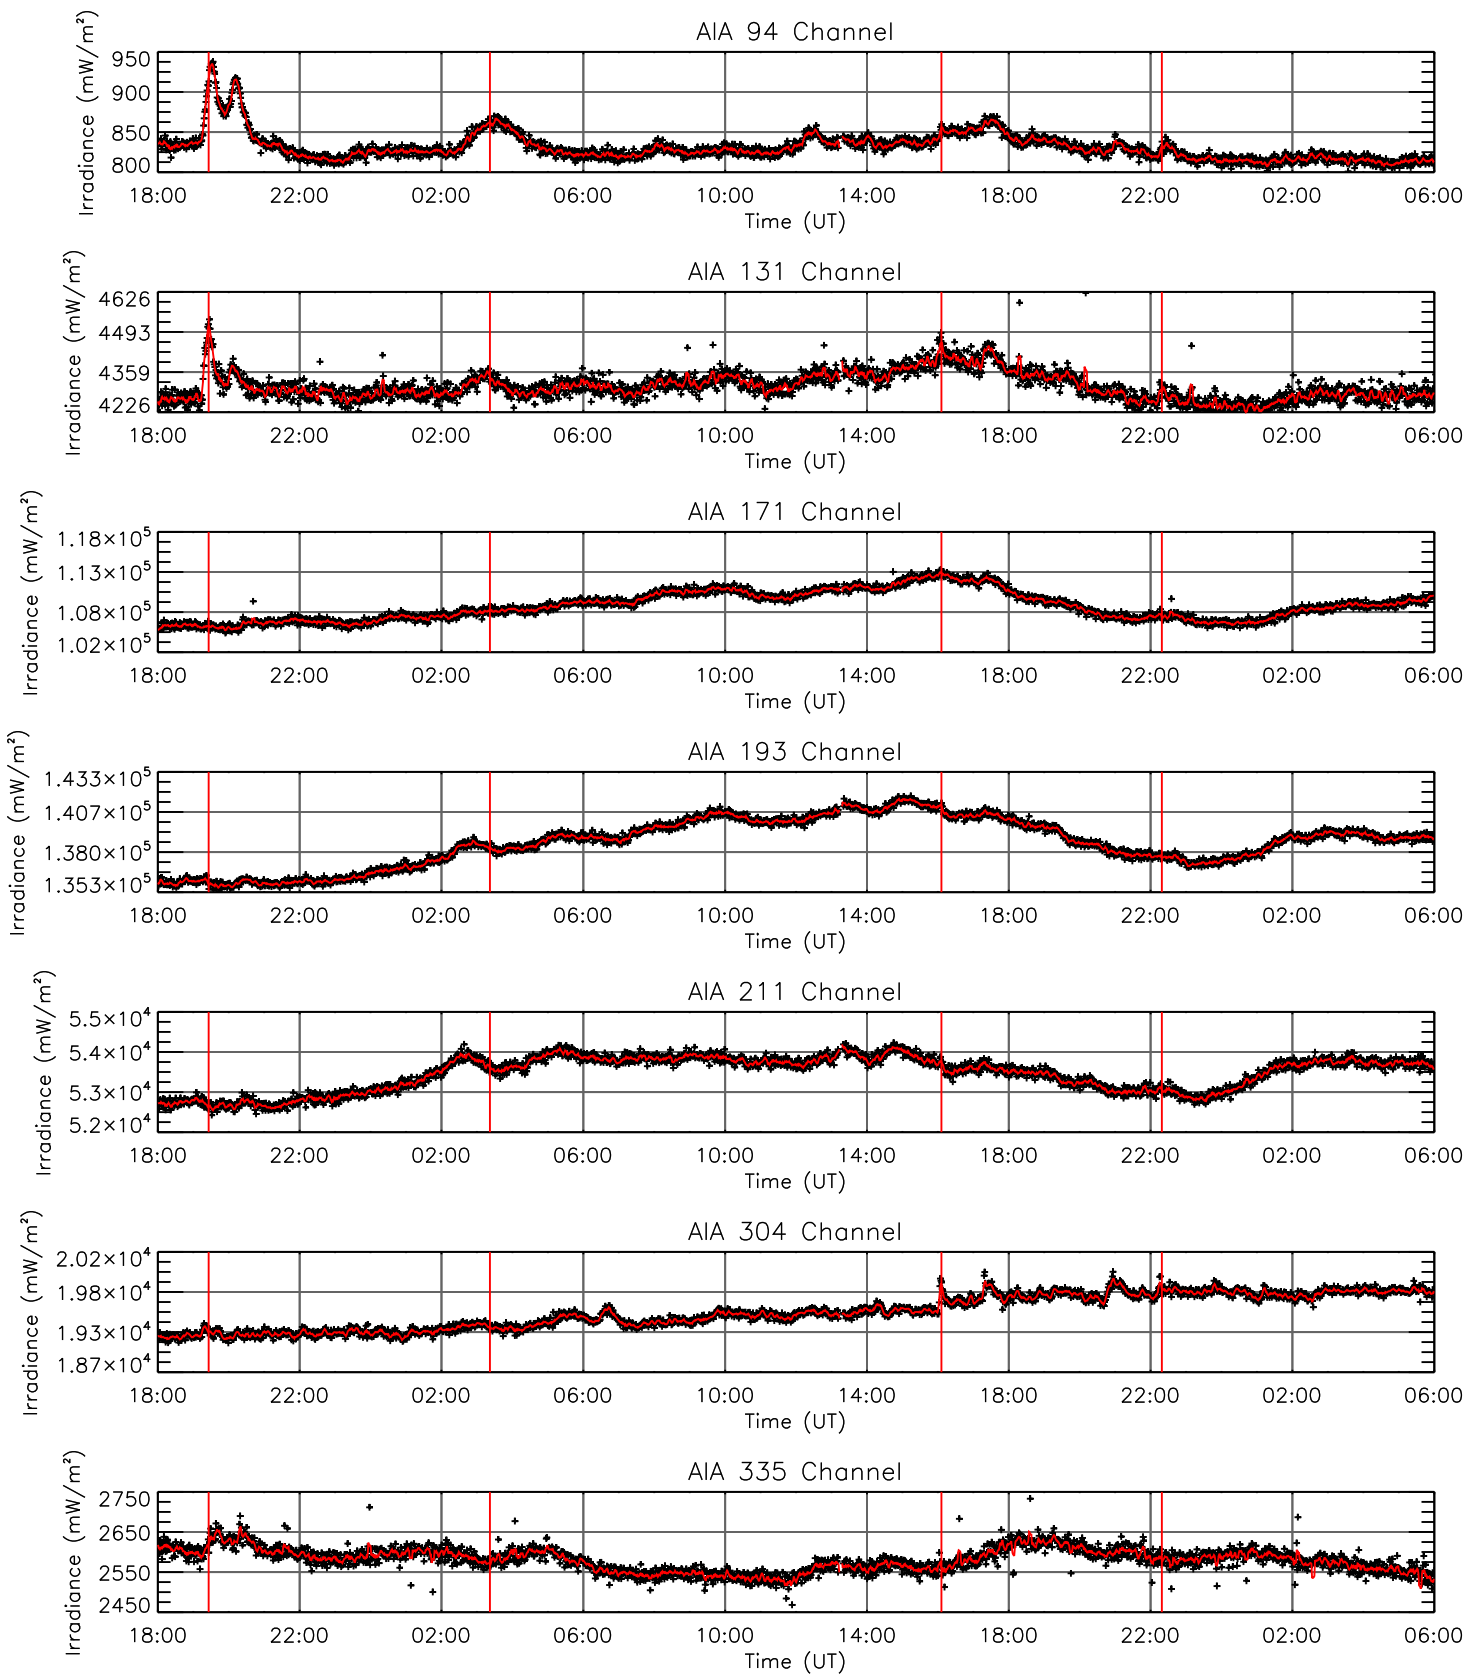 AIA 94 Channel
Irradiance (mW/m²)
950
900
850
800
18:00 22:00 02:00 06:00 10:00 14:00 18:00 22:00 02:00 06:00
Time (UT)
AIA 131 Channel
Irradiance (mW/m²)
4626
4493
4359
4226
18:00 22:00 02:00 06:00 10:00 14:00 18:00 22:00 02:00 06:00
Time (UT)
AIA 171 Channel
Irradiance (mW/m²)
1.18×10⁵
1.13×10⁵
1.08×10⁵
1.02×10⁵
18:00 22:00 02:00 06:00 10:00 14:00 18:00 22:00 02:00 06:00
Time (UT)
AIA 193 Channel
Irradiance (mW/m²)
1.433×10⁵
1.407×10⁵
1.380×10⁵
1.353×10⁵
18:00 22:00 02:00 06:00 10:00 14:00 18:00 22:00 02:00 06:00
Time (UT)
AIA 211 Channel
Irradiance (mW/m²)
5.5×10⁴
5.4×10⁴
5.3×10⁴
5.2×10⁴
18:00 22:00 02:00 06:00 10:00 14:00 18:00 22:00 02:00 06:00
Time (UT)
AIA 304 Channel
Irradiance (mW/m²)
2.02×10⁴
1.98×10⁴
1.93×10⁴
1.87×10⁴
18:00 22:00 02:00 06:00 10:00 14:00 18:00 22:00 02:00 06:00
Time (UT)
AIA 335 Channel
Irradiance (mW/m²)
2750
2650
2550
2450
18:00 22:00 02:00 06:00 10:00 14:00 18:00 22:00 02:00 06:00
Time (UT)